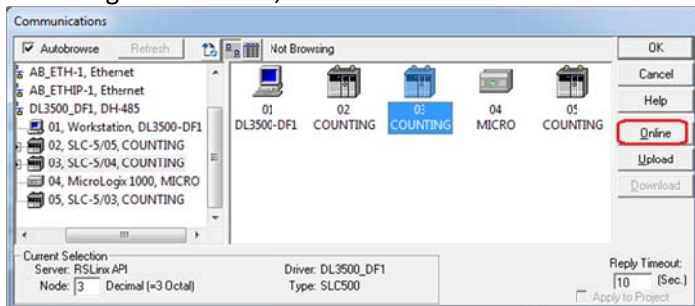 Communications
Autobrowse
Refresh
Not Browsing
AB_ETH-1, Ethernet
AB_ETHIP-1, Ethernet
DL3500_DF1, DH-485
01, Workstation, DL3500-DF1
02, SLC-5/05, COUNTING
03, SLC-5/04, COUNTING
04, MicroLogix 1000, MICRO
05, SLC-5/03, COUNTING
01
DL3500-DF1
02
COUNTING
03
COUNTING
04
MICRO
05
COUNTING
OK
Cancel
Help
Online
Upload
Download
Current Selection
Server: RSLinx API
Driver: DL3500_DF1
Node: 3 Decimal (=3 Octal)
Type: SLC500
Reply Timeout:
10 (Sec.)
Apply to Project